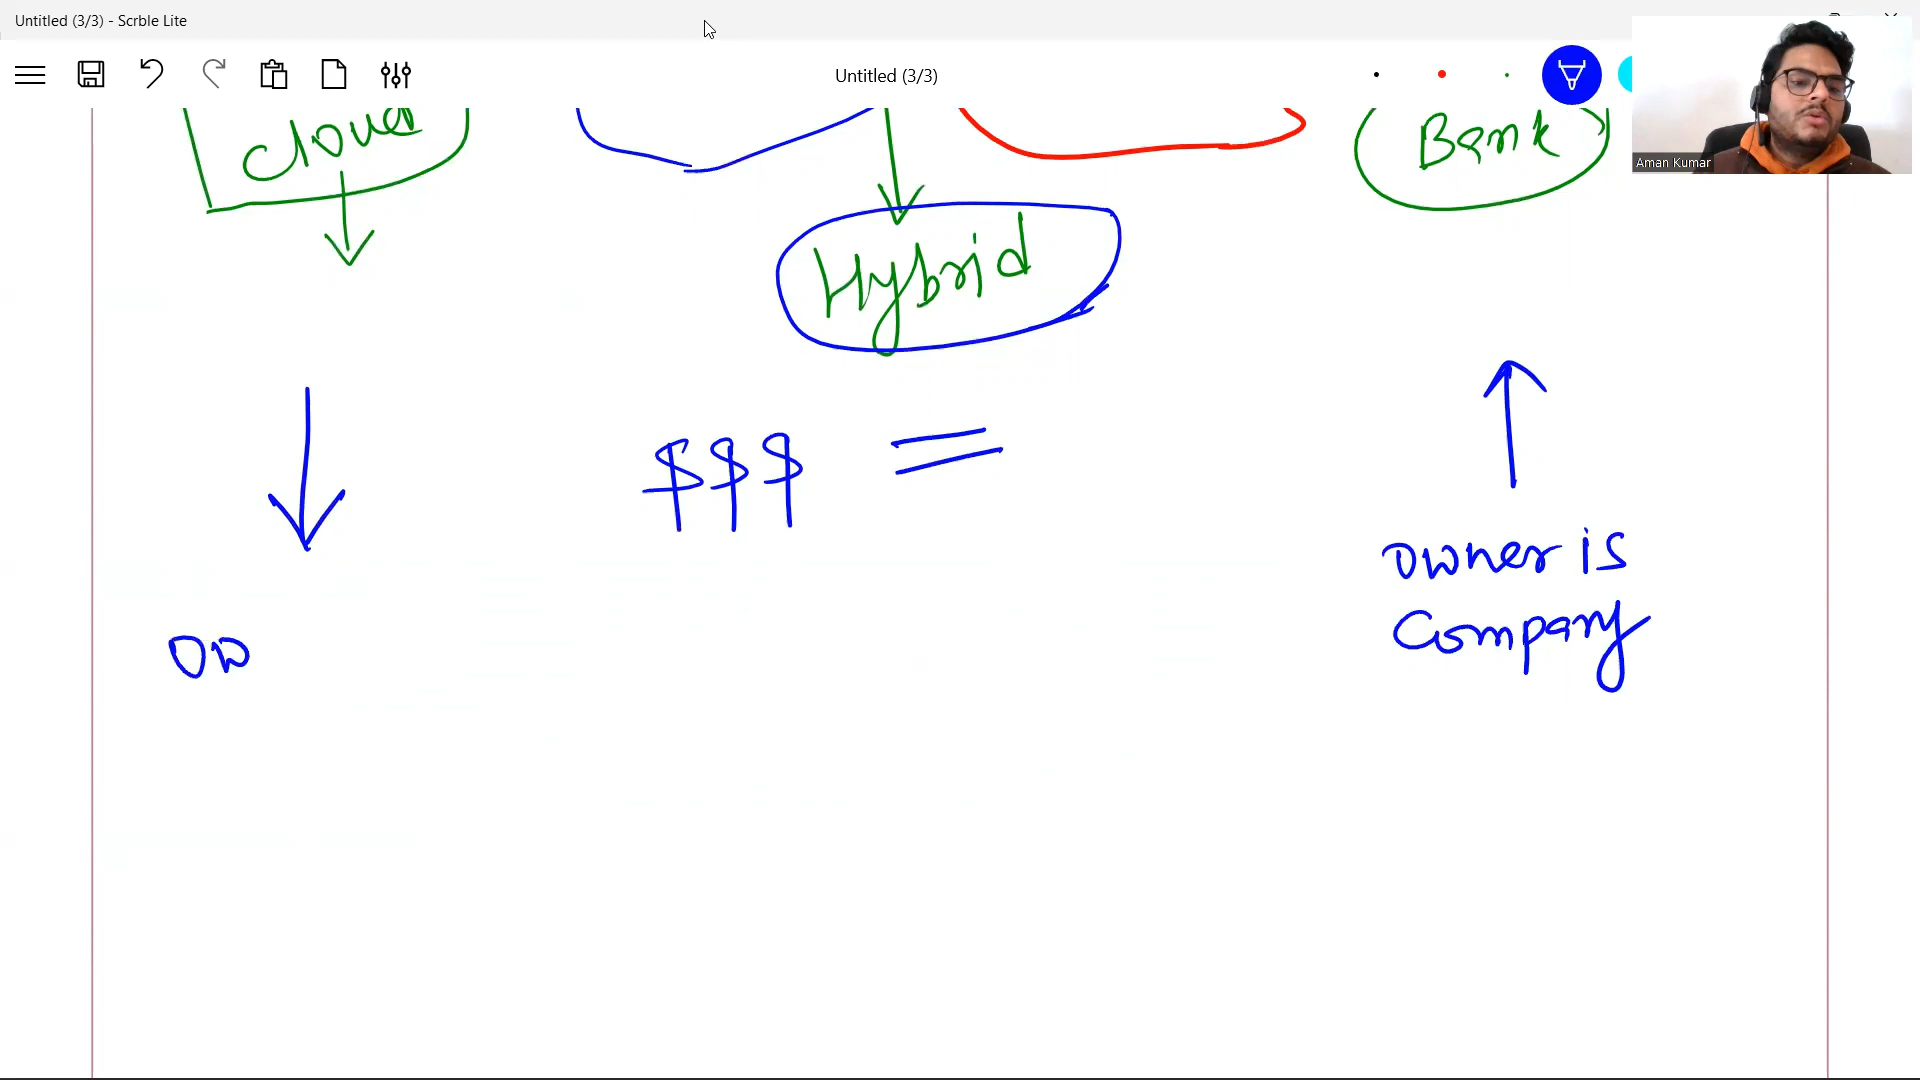 Untitled (3/3) - Scrble Lite
Untitled (3/3)
Aman Kumar
cloud
Bank
Hybrid
$$$ =
owner is
Company
ow